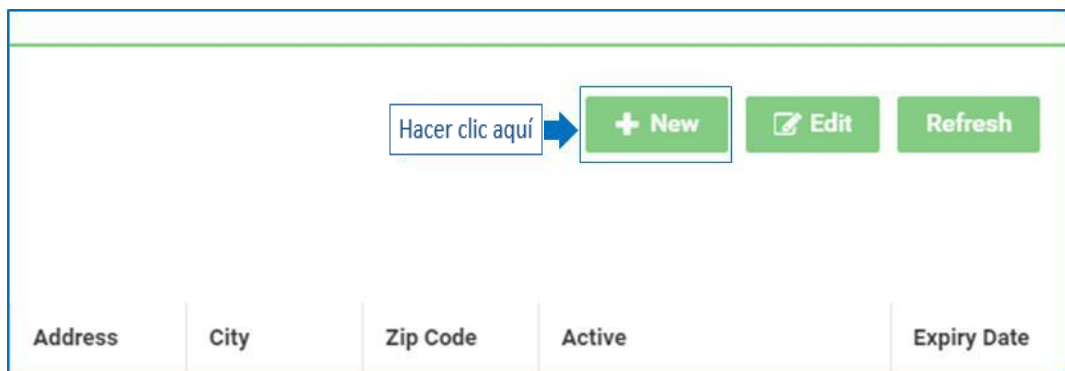 Hacer clic aquí
New
Edit
Refresh
Address City Zip Code Active Expiry Date